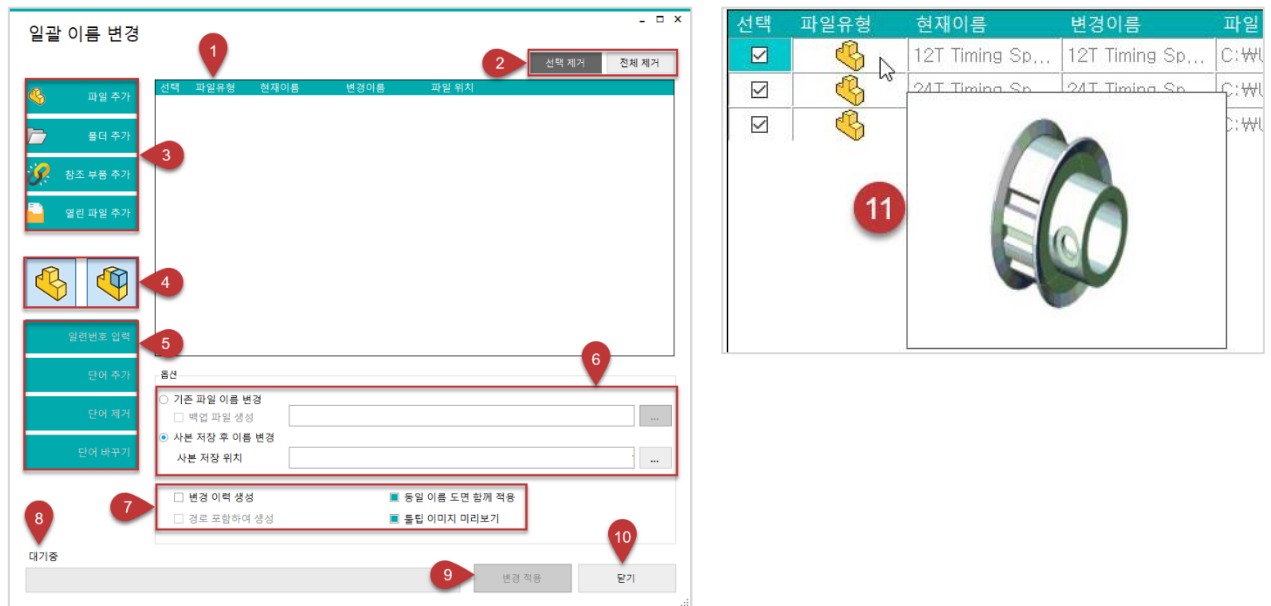 일괄 이름 변경
1
2
선택 제거
전체 제거
선택 파일유형 현재이름 변경이름 파일 위치
파일 추가
폴더 추가
3
참조 부품 추가
열린 파일 추가
4
일련번호 입력
5
단어 추가
단어 제거
단어 바꾸기
6
옵션
기존 파일 이름 변경
백업 파일 생성
...
사본 저장 후 이름 변경
사본 저장 위치
...
7
변경 이력 생성
동일 이름 도면 함께 적용
경로 포함하여 생성
툴팁 이미지 미리보기
8
대기중
9
변경 적용
10
닫기
선택 파일유형 현재이름 변경이름 파일
12T Timing Sp... 12T Timing Sp... C:₩
24T Timing Sp 24T Timing Sp C:₩
C:₩
11